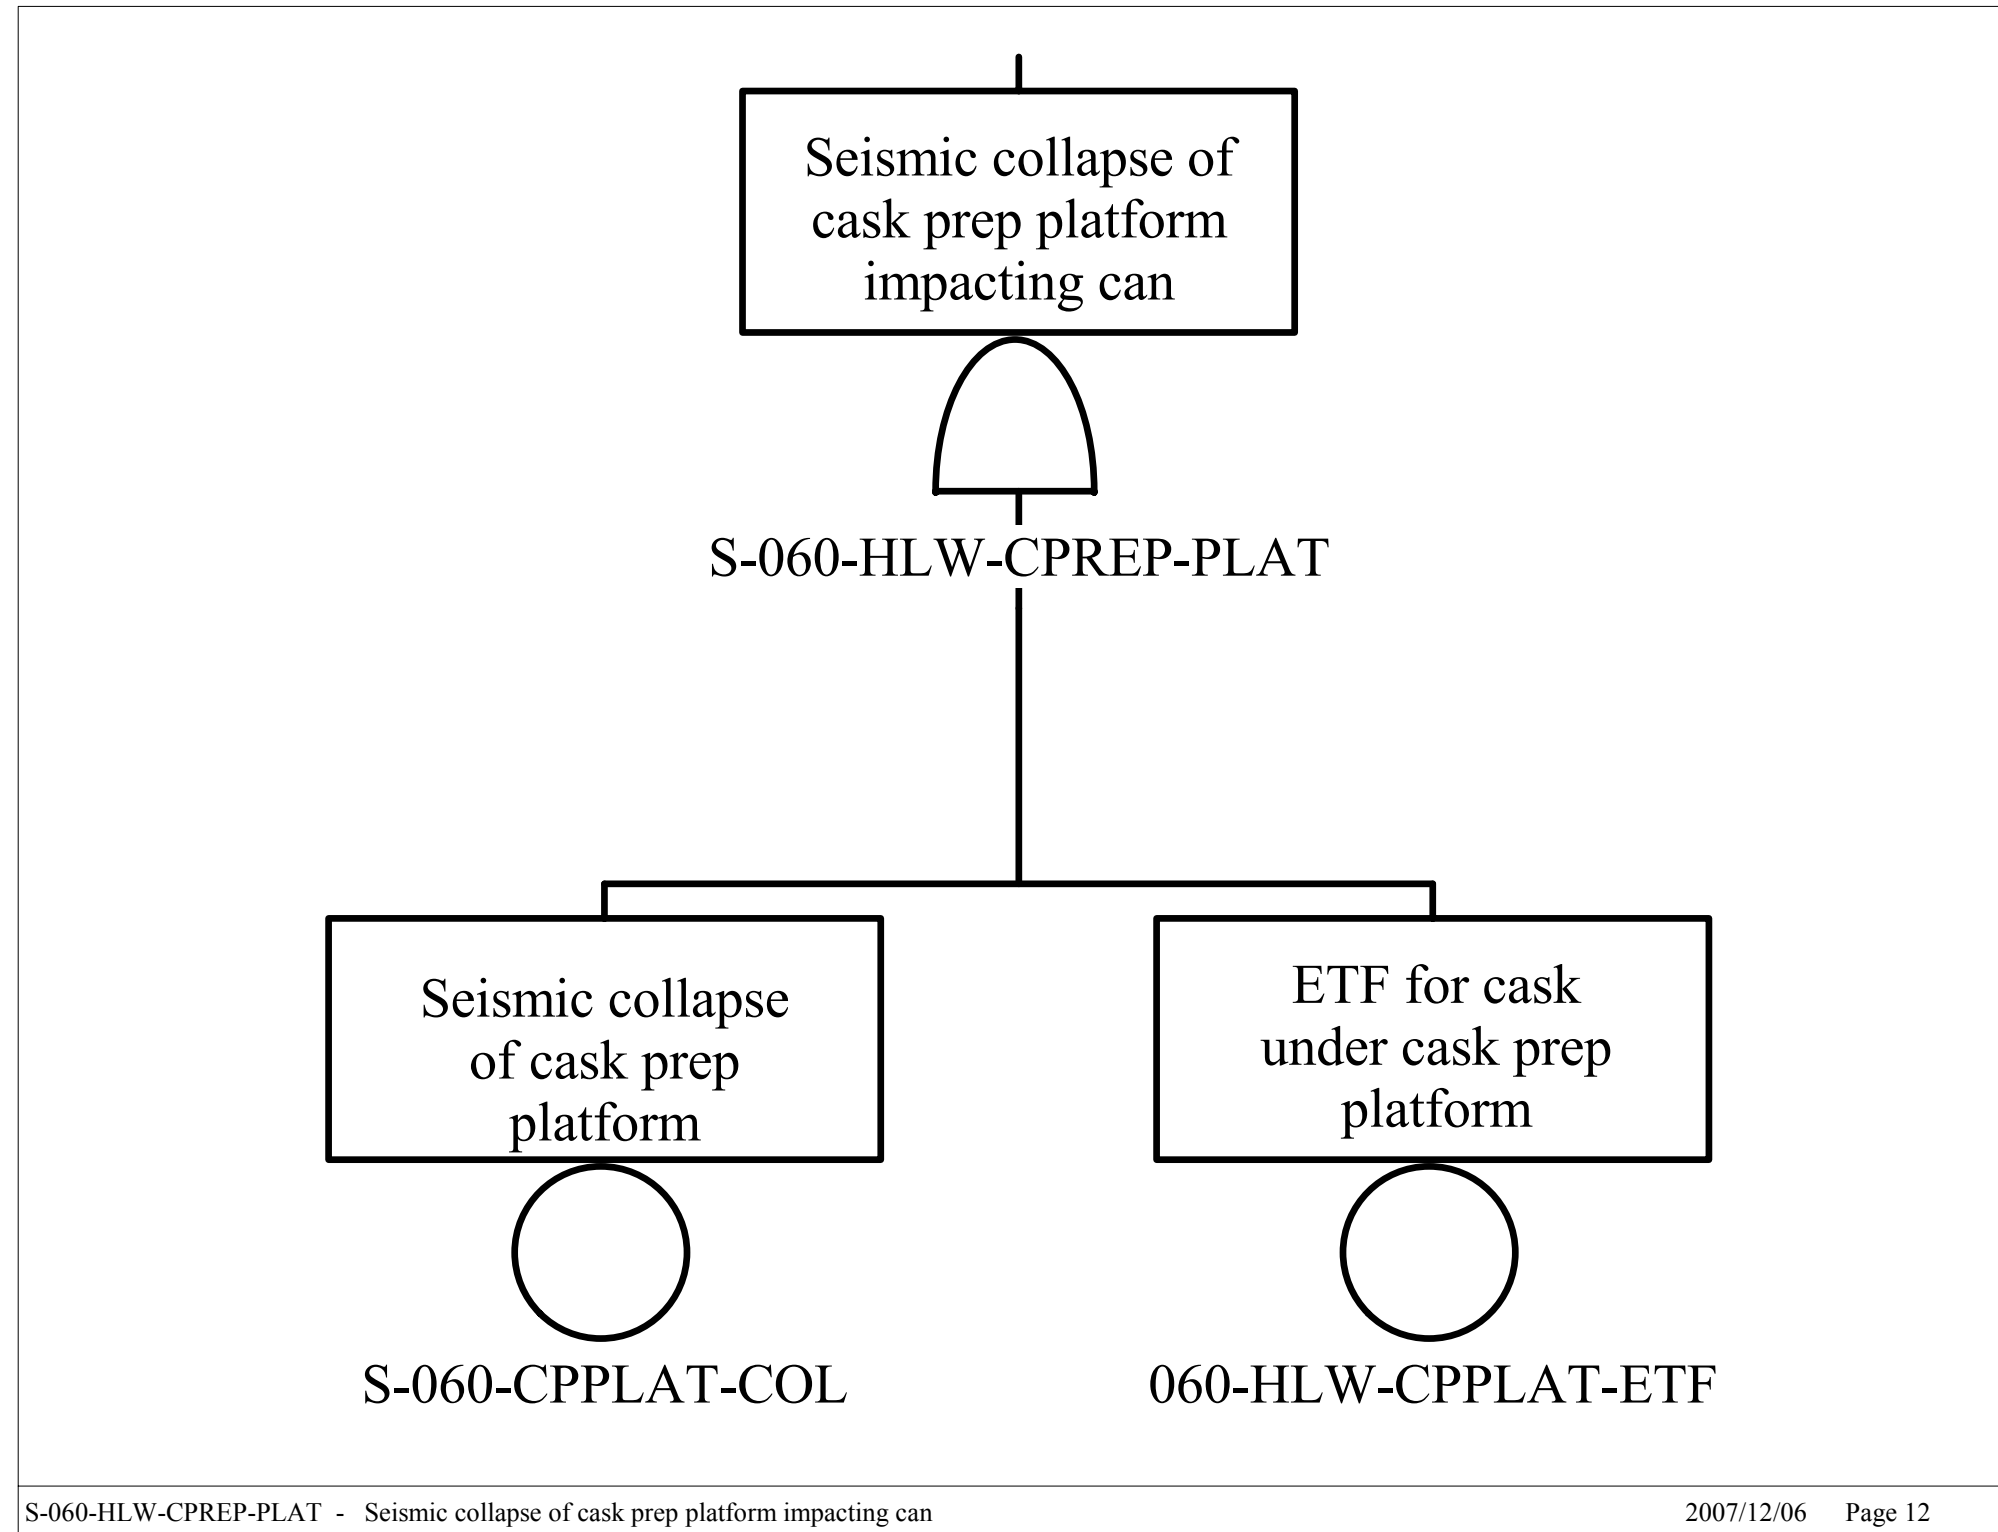 Seismic collapse of
cask prep platform
impacting can
S-060-HLW-CPREP-PLAT
Seismic collapse
of cask prep
platform
S-060-CPPLAT-COL
ETF for cask
under cask prep
platform
060-HLW-CPPLAT-ETF
S-060-HLW-CPREP-PLAT - Seismic collapse of cask prep platform impacting can 2007/12/06 Page 12